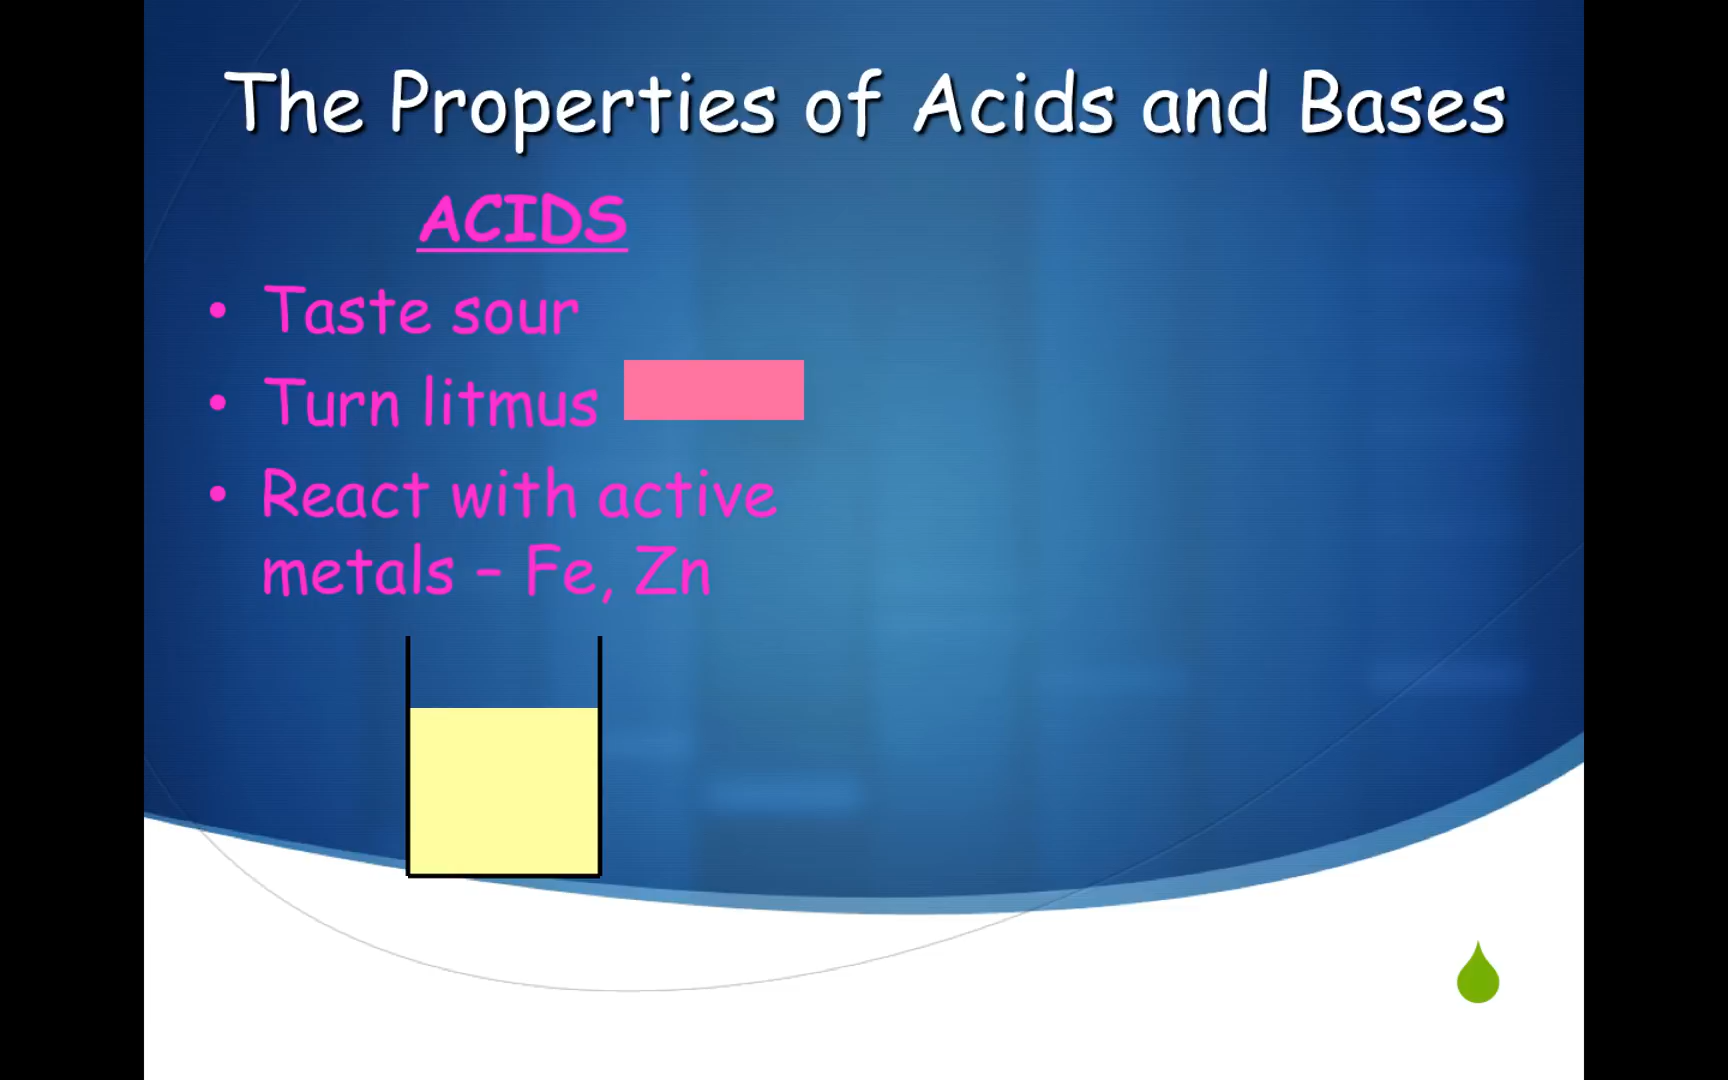 The Properties of Acids and Bases
ACIDS
• Taste sour
• Turn litmus
• React with active
metals – Fe, Zn